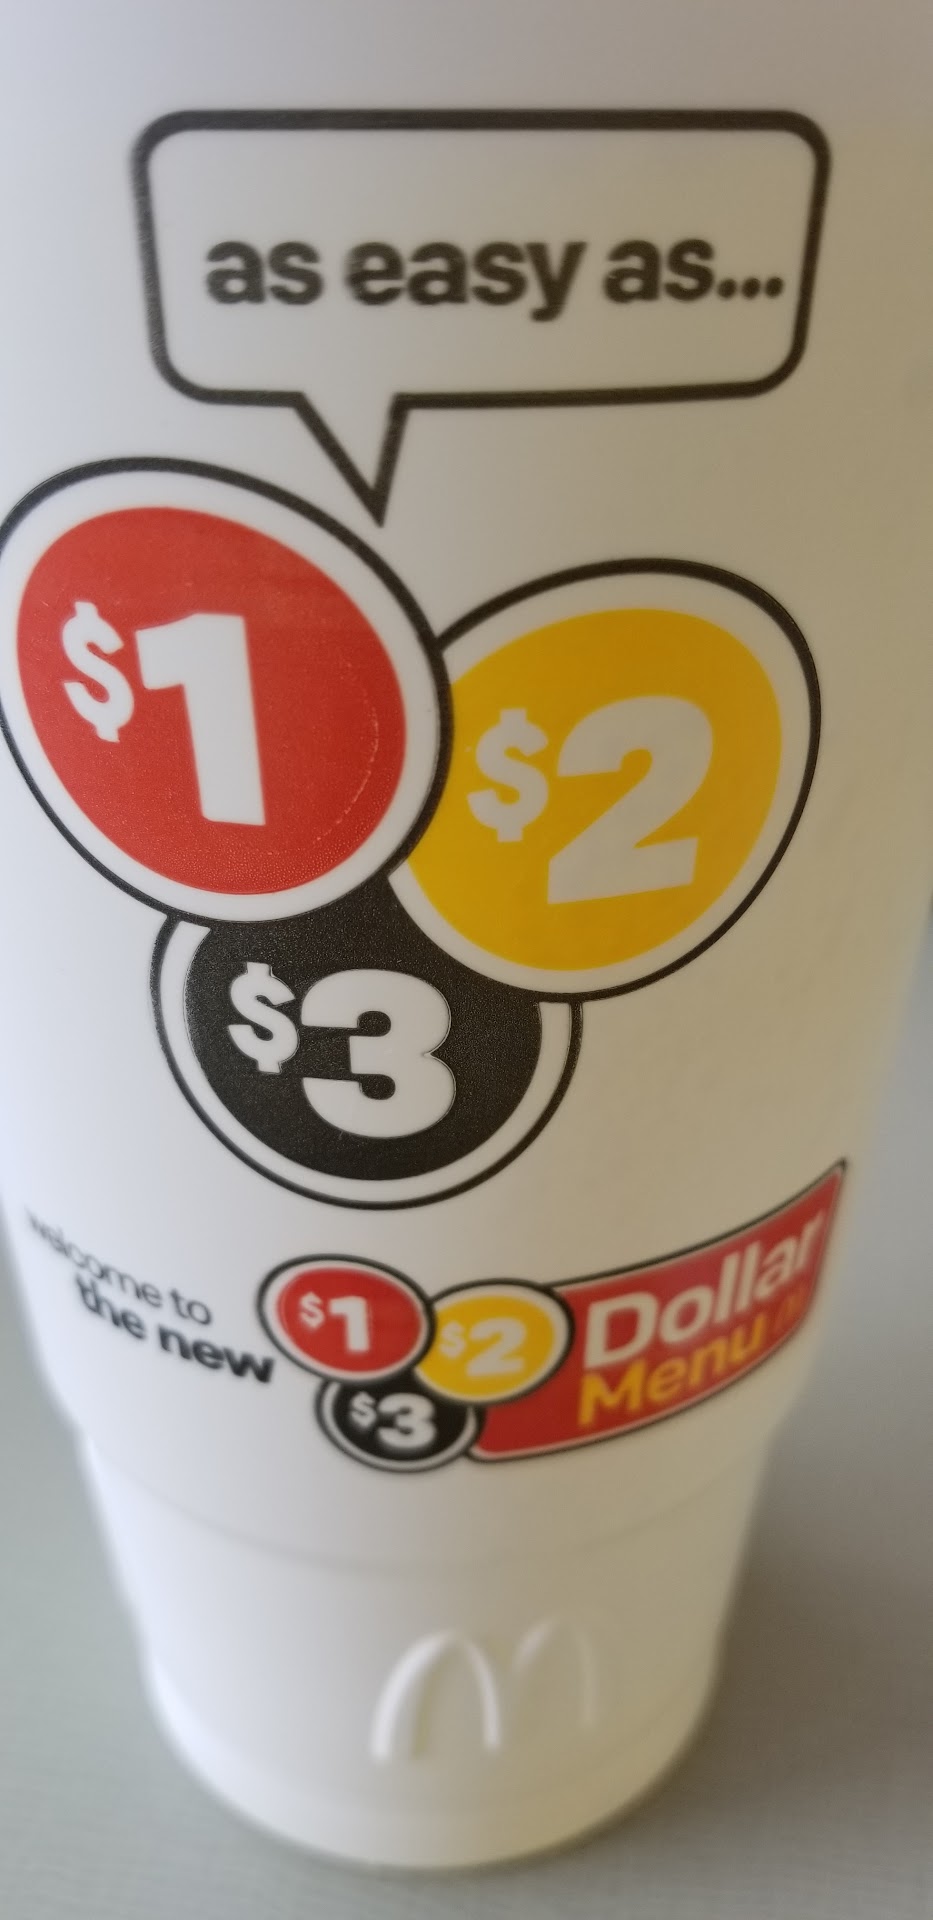 as easy as...
$1
$2
$3
welcome to
the new
$1 $2 Dollar
$3 Menu